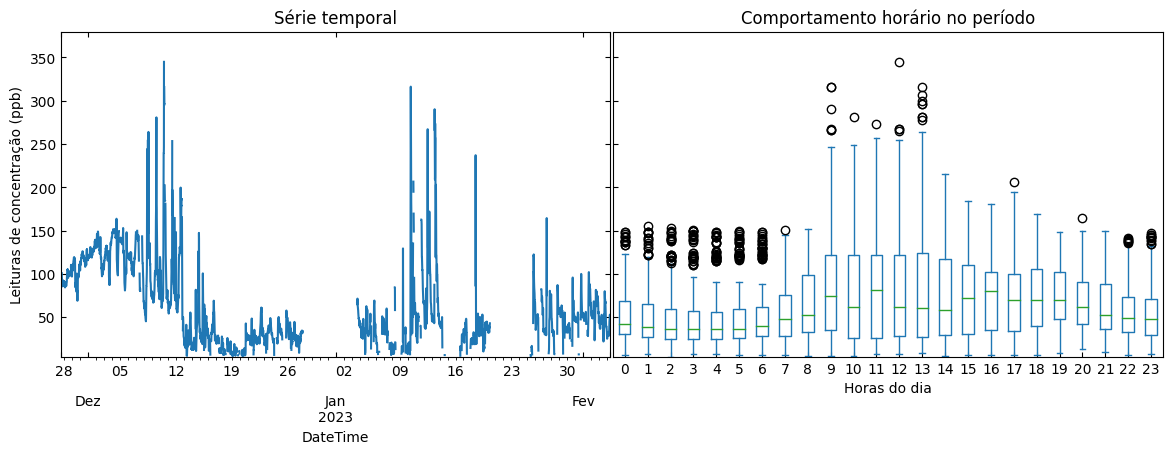 Série temporal
Comportamento horário no período
Leituras de concentração (ppb)
350
300
250
200
150
100
50
28 05 12 19 26 02 09 16 23 30
Dez Jan Fev
2023
DateTime
0 1 2 3 4 5 6 7 8 9 10 11 12 13 14 15 16 17 18 19 20 21 22 23
Horas do dia